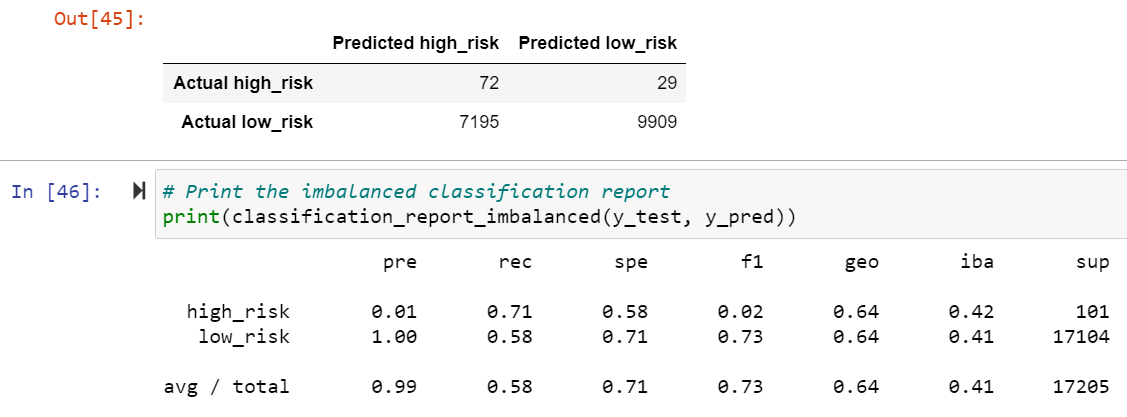 Out[45]:
Predicted high_risk Predicted low_risk
Actual high_risk 72 29
Actual low_risk 7195 9909
In [46]: # Print the imbalanced classification report
print(classification_report_imbalanced(y_test, y_pred))
pre rec spe f1 geo iba sup
high_risk 0.01 0.71 0.58 0.02 0.64 0.42 101
low_risk 1.00 0.58 0.71 0.73 0.64 0.41 17104
avg / total 0.99 0.58 0.71 0.73 0.64 0.41 17205